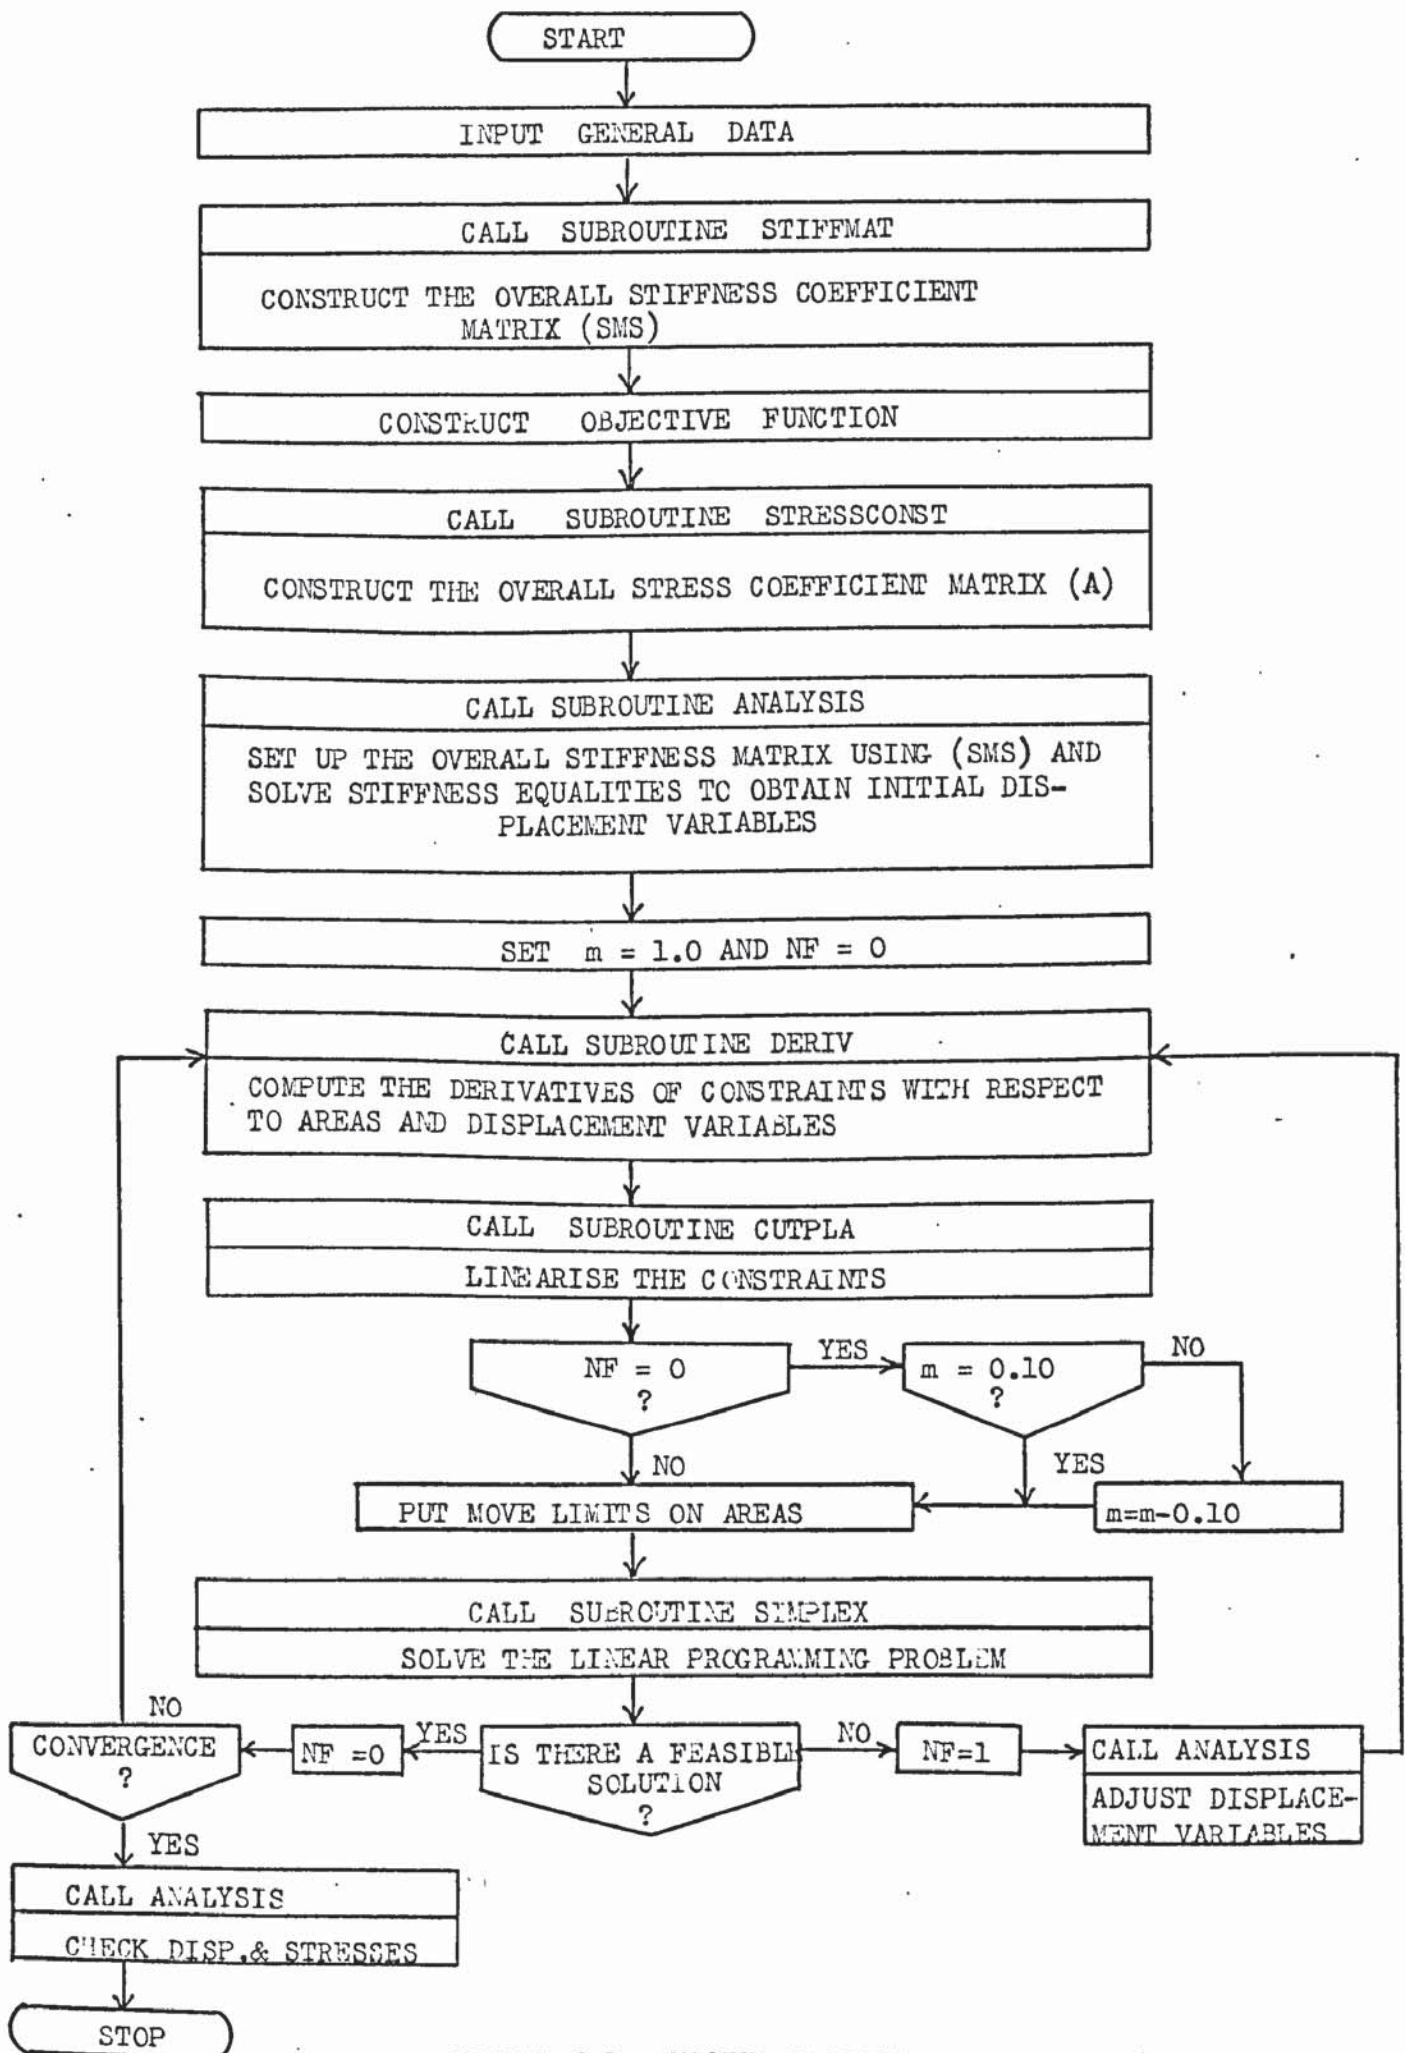 START
INPUT GENERAL DATA
CALL SUBROUTINE STIFFMAT
CONSTRUCT THE OVERALL STIFFNESS COEFFICIENT
MATRIX (SMS)
CONSTRUCT OBJECTIVE FUNCTION
CALL SUBROUTINE STRESSCONST
CONSTRUCT THE OVERALL STRESS COEFFICIENT MATRIX (A)
CALL SUBROUTINE ANALYSIS
SET UP THE OVERALL STIFFNESS MATRIX USING (SMS) AND
SOLVE STIFFNESS EQUALITIES TO OBTAIN INITIAL DIS-
PLACEMENT VARIABLES
SET m = 1.0 AND NF = 0
CALL SUBROUTINE DERIV
COMPUTE THE DERIVATIVES OF CONSTRAINTS WITH RESPECT
TO AREAS AND DISPLACEMENT VARIABLES
CALL SUBROUTINE CUTPLA
LINEARISE THE CONSTRAINTS
NF = 0
?
YES
m = 0.10
?
NO
NO
YES
PUT MOVE LIMITS ON AREAS
m=m-0.10
CALL SUBROUTINE SIMPLEX
SOLVE THE LINEAR PROGRAMMING PROBLEM
NO
CONVERGENCE
?
NF =0
YES
IS THERE A FEASIBLE
SOLUTION
?
NO
NF=1
CALL ANALYSIS
ADJUST DISPLACE-
MENT VARIABLES
YES
CALL ANALYSIS
CHECK DISP.& STRESSES
STOP